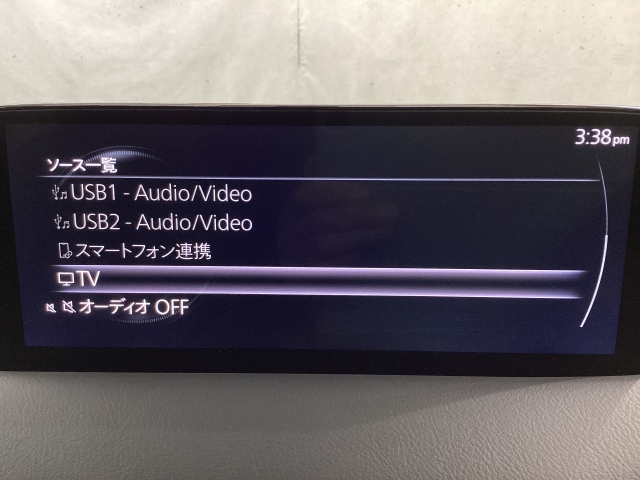 3:38pm
ソース一覧
USB1 - Audio/Video
USB2 - Audio/Video
スマートフォン連携
TV
オーディオ OFF